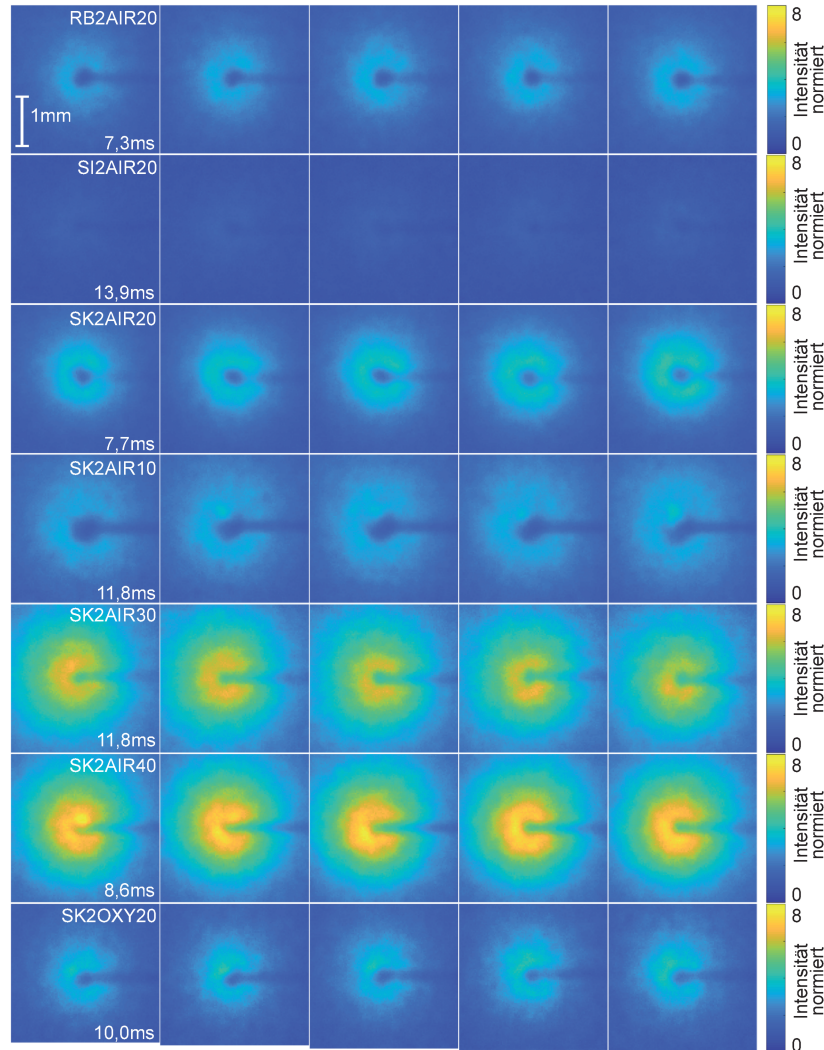 RB2AIR20
1mm
7,3ms
8
0
Intensität
normiert
SI2AIR20
13,9ms
8
0
Intensität
normiert
SK2AIR20
7,7ms
8
0
Intensität
normiert
SK2AIR10
11,8ms
8
0
Intensität
normiert
SK2AIR30
11,8ms
8
0
Intensität
normiert
SK2AIR40
8,6ms
8
0
Intensität
normiert
SK2OXY20
10,0ms
8
0
Intensität
normiert